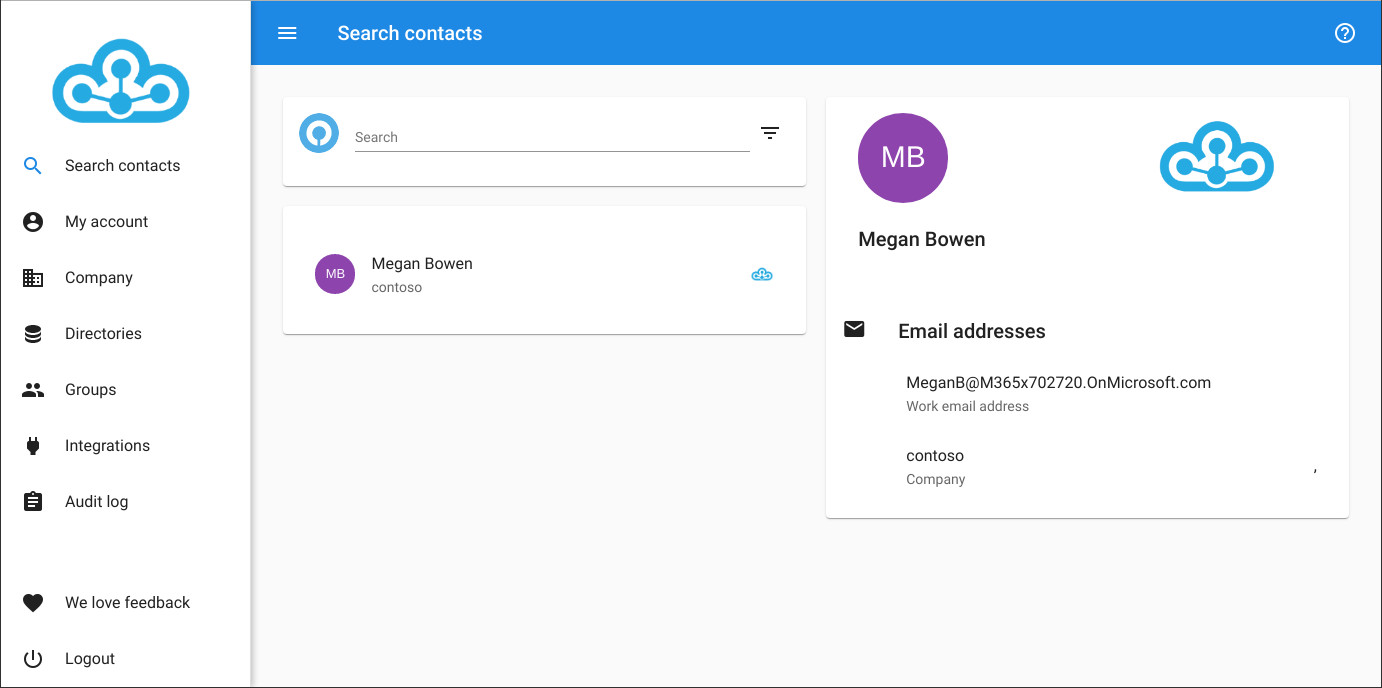 Search contacts
Search contacts
My account
Company
Directories
Groups
Integrations
Audit log
We love feedback
Logout
Search
MB
Megan Bowen
contoso
MB
Megan Bowen
Email addresses
MeganB@M365x702720.OnMicrosoft.com
Work email address
contoso
,
Company